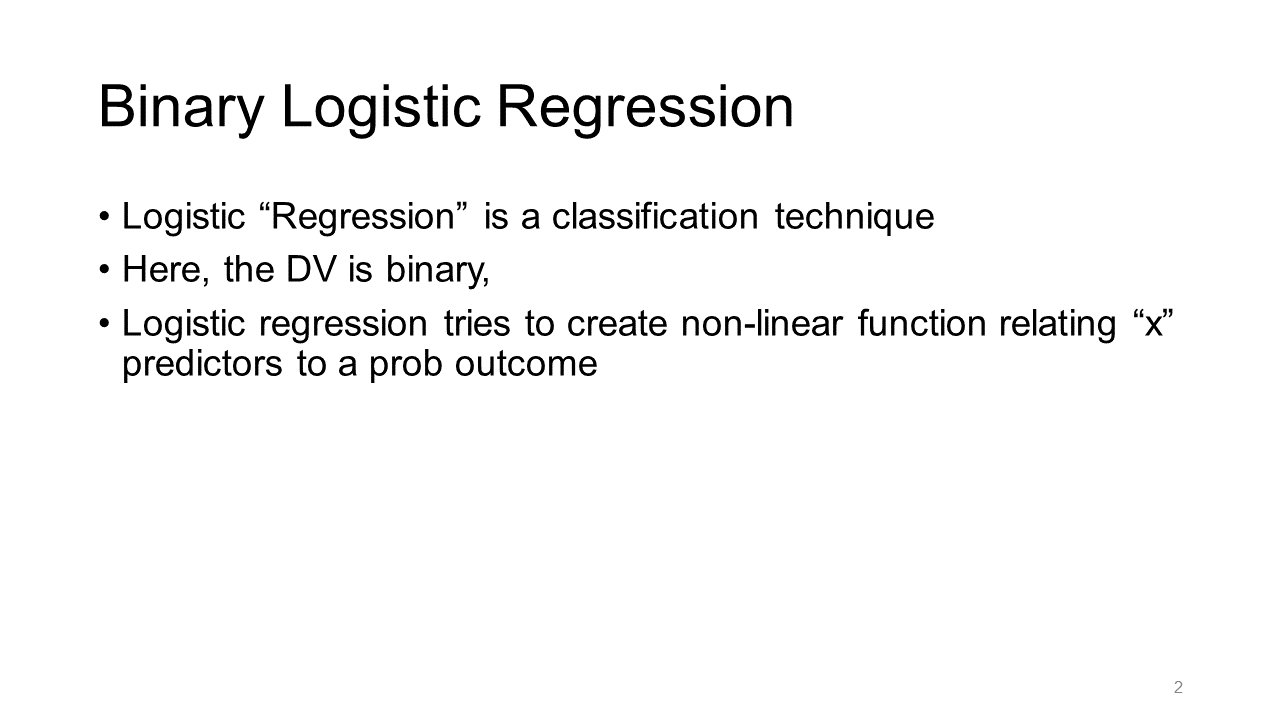 Binary Logistic Regression
• Logistic “Regression” is a classification technique
• Here, the DV is binary,
• Logistic regression tries to create non-linear function relating “x”
predictors to a prob outcome
2